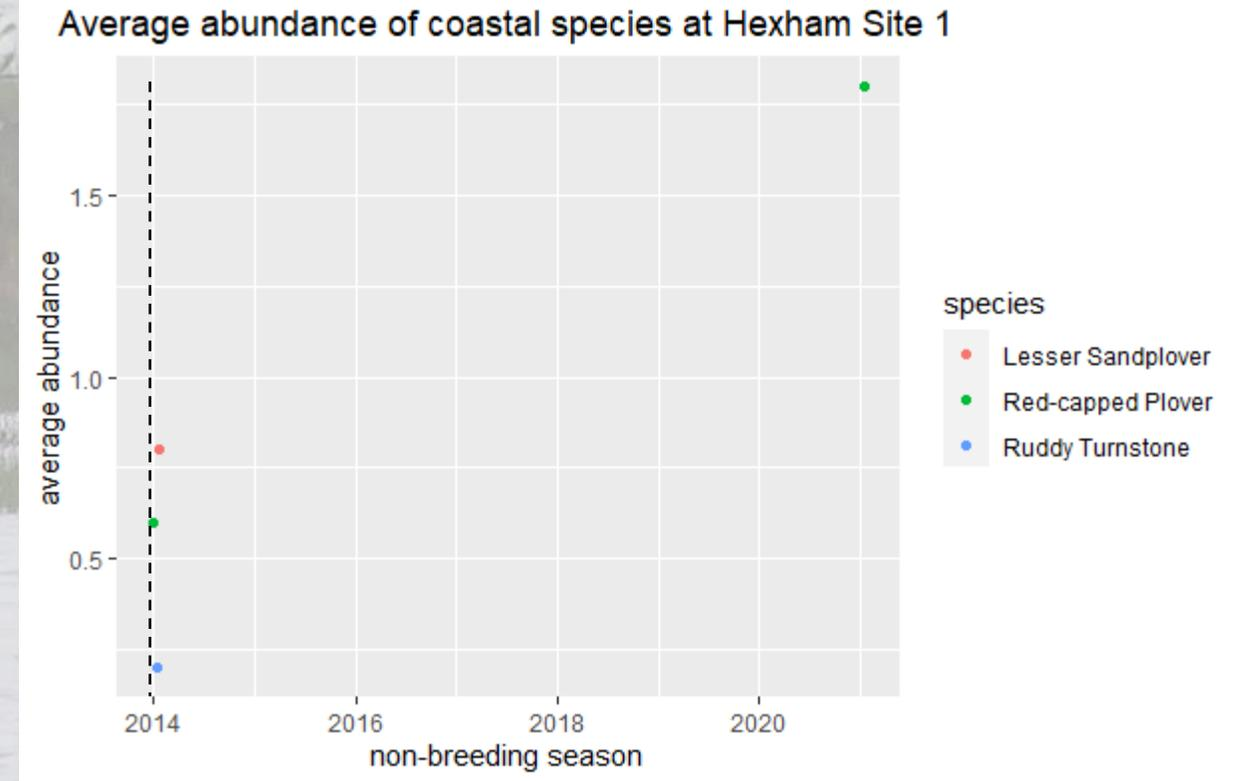 Average abundance of coastal species at Hexham Site 1
average abundance
1.5
1.0
0.5
2014 2016 2018 2020
non-breeding season
species
Lesser Sandplover
Red-capped Plover
Ruddy Turnstone